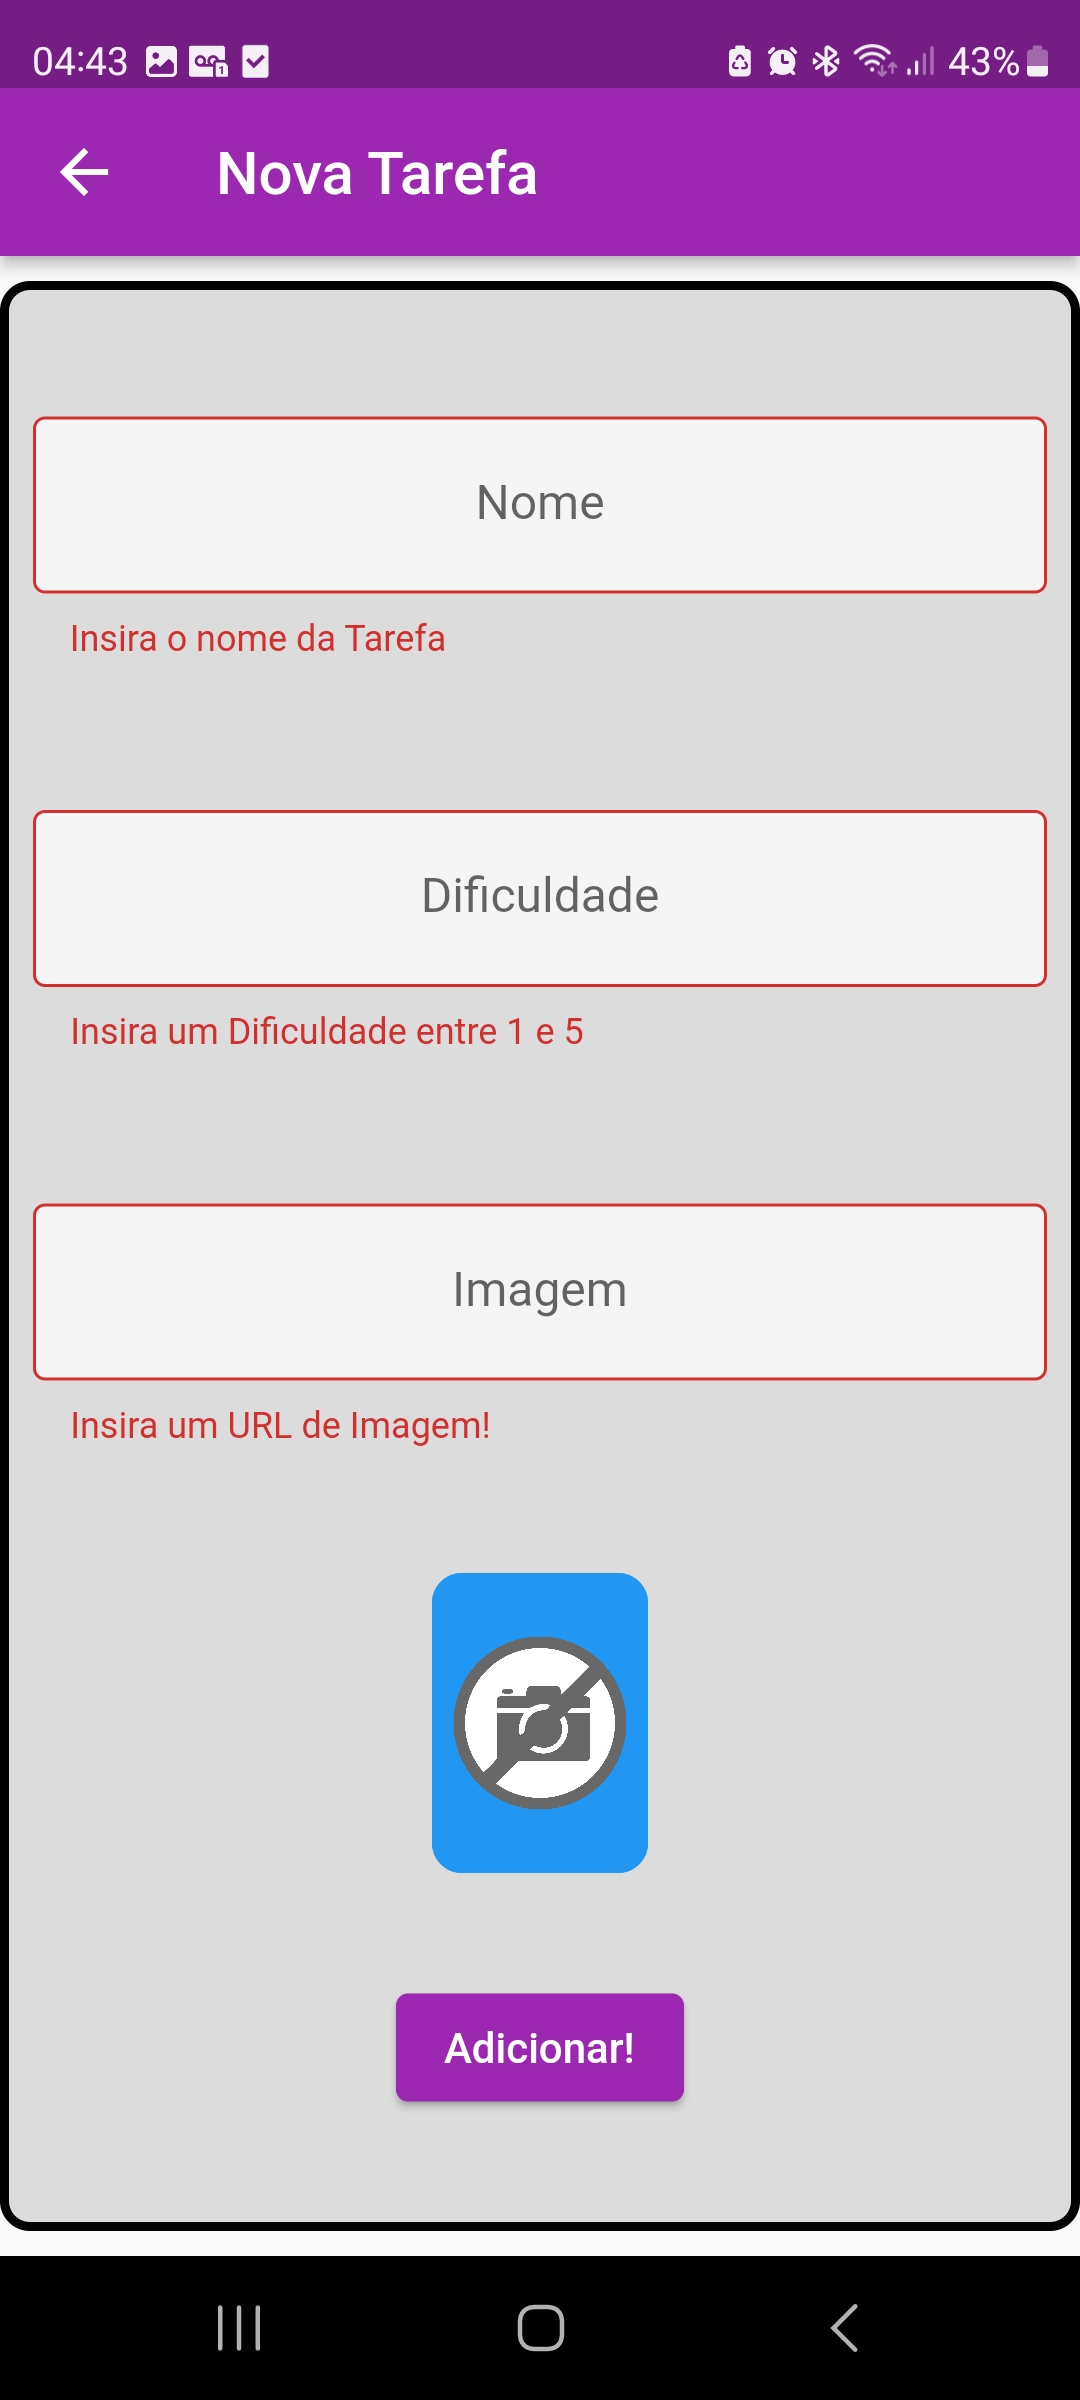 04:43
43%
Nova Tarefa
Nome
Insira o nome da Tarefa
Dificuldade
Insira um Dificuldade entre 1 e 5
Imagem
Insira um URL de Imagem!
Adicionar!